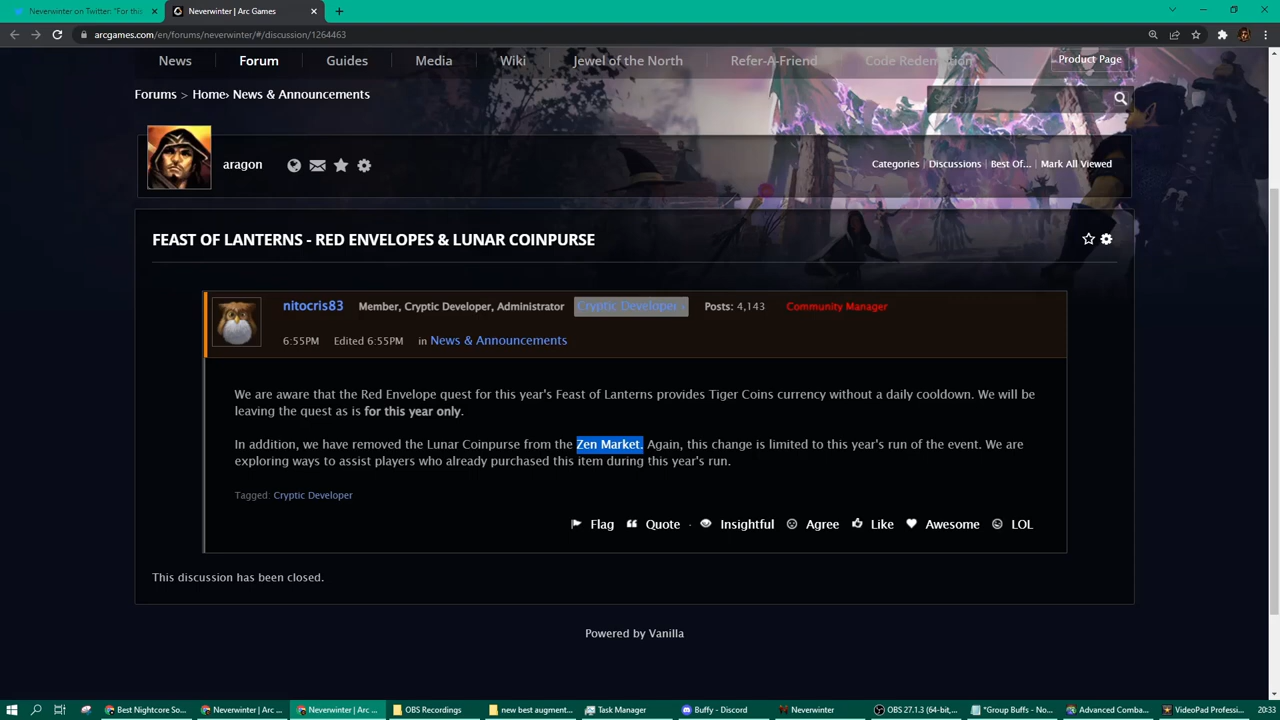 Neverwinter on Twitter: "For this
Neverwinter | Arc Games
arcgames.com/en/forums/neverwinter/#/discussion/1264463
News Forum Guides Media Wiki Jewel of the North Refer-A-Friend Code Redemption Product Page
Forums > Home› News & Announcements
Search
aragon
Categories | Discussions | Best Of... | Mark All Viewed
FEAST OF LANTERNS - RED ENVELOPES & LUNAR COINPURSE
nitocris83 Member, Cryptic Developer, Administrator Cryptic Developer Posts: 4,143 Community Manager
6:55PM Edited 6:55PM in News & Announcements
We are aware that the Red Envelope quest for this year's Feast of Lanterns provides Tiger Coins currency without a daily cooldown. We will be
leaving the quest as is for this year only.
In addition, we have removed the Lunar Coinpurse from the Zen Market. Again, this change is limited to this year's run of the event. We are
exploring ways to assist players who already purchased this item during this year's run.
Tagged: Cryptic Developer
Flag Quote · Insightful Agree Like Awesome LOL
This discussion has been closed.
Powered by Vanilla
Best Nightcore So... Neverwinter | Arc ... Neverwinter | Arc ... OBS Recordings new best augment... Task Manager Buffy - Discord Neverwinter OBS 27.1.3 (64-bit,... *Group Buffs - No... Advanced Comba... VideoPad Professi... 20:33